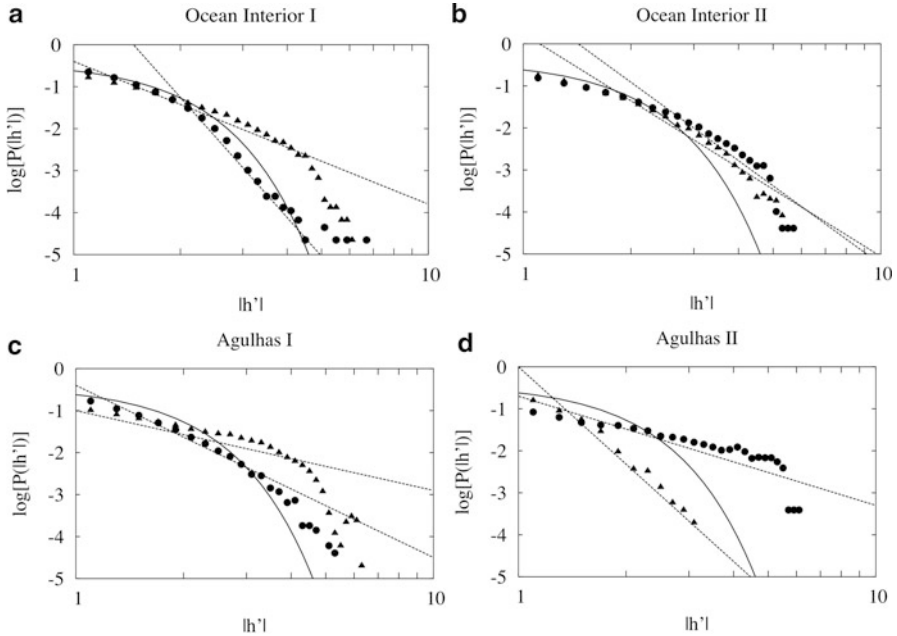 a
Ocean Interior I
0
-1
-2
-3
-4
-5
log[P(|h'|)]
1
10
|h'|
b
Ocean Interior II
0
-1
-2
-3
-4
-5
log[P(|h'|)]
1
10
|h'|
c
Agulhas I
0
-1
-2
-3
-4
-5
log[P(|h'|)]
1
10
|h'|
d
Agulhas II
0
-1
-2
-3
-4
-5
log[P(|h'|)]
1
10
|h'|